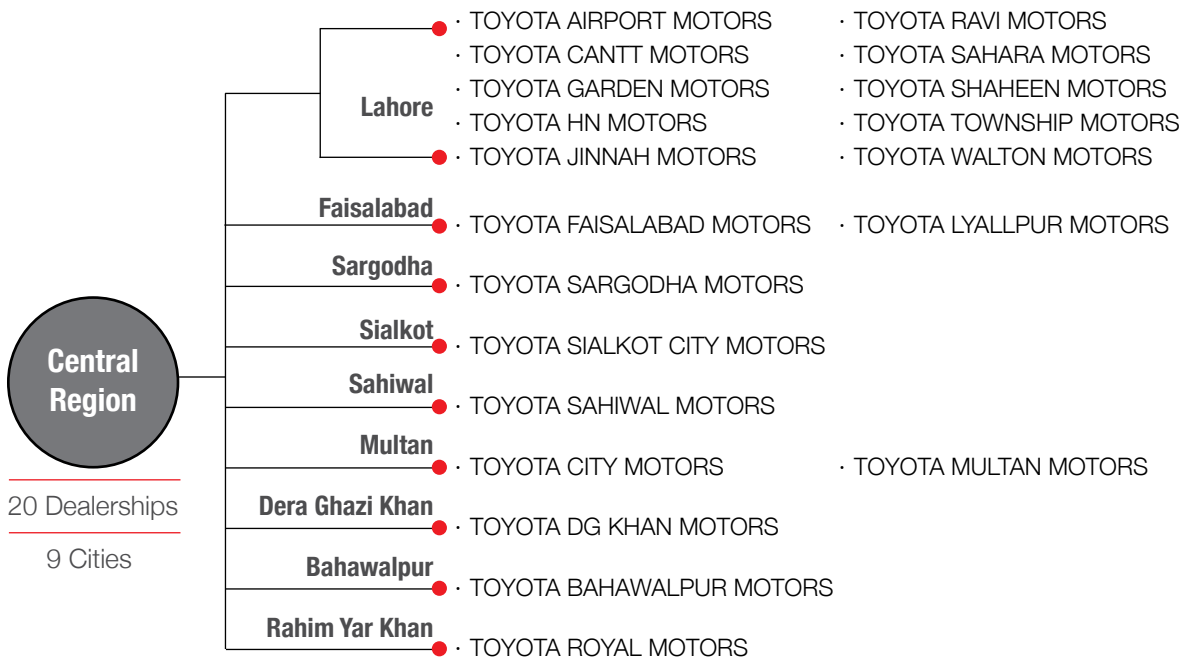 Central
Region
20 Dealerships
9 Cities
Lahore
· TOYOTA AIRPORT MOTORS
· TOYOTA CANTT MOTORS
· TOYOTA GARDEN MOTORS
· TOYOTA HN MOTORS
· TOYOTA JINNAH MOTORS
· TOYOTA RAVI MOTORS
· TOYOTA SAHARA MOTORS
· TOYOTA SHAHEEN MOTORS
· TOYOTA TOWNSHIP MOTORS
· TOYOTA WALTON MOTORS
Faisalabad
· TOYOTA FAISALABAD MOTORS
· TOYOTA LYALLPUR MOTORS
Sargodha
· TOYOTA SARGODHA MOTORS
Sialkot
· TOYOTA SIALKOT CITY MOTORS
Sahiwal
· TOYOTA SAHIWAL MOTORS
Multan
· TOYOTA CITY MOTORS
· TOYOTA MULTAN MOTORS
Dera Ghazi Khan
· TOYOTA DG KHAN MOTORS
Bahawalpur
· TOYOTA BAHAWALPUR MOTORS
Rahim Yar Khan
· TOYOTA ROYAL MOTORS